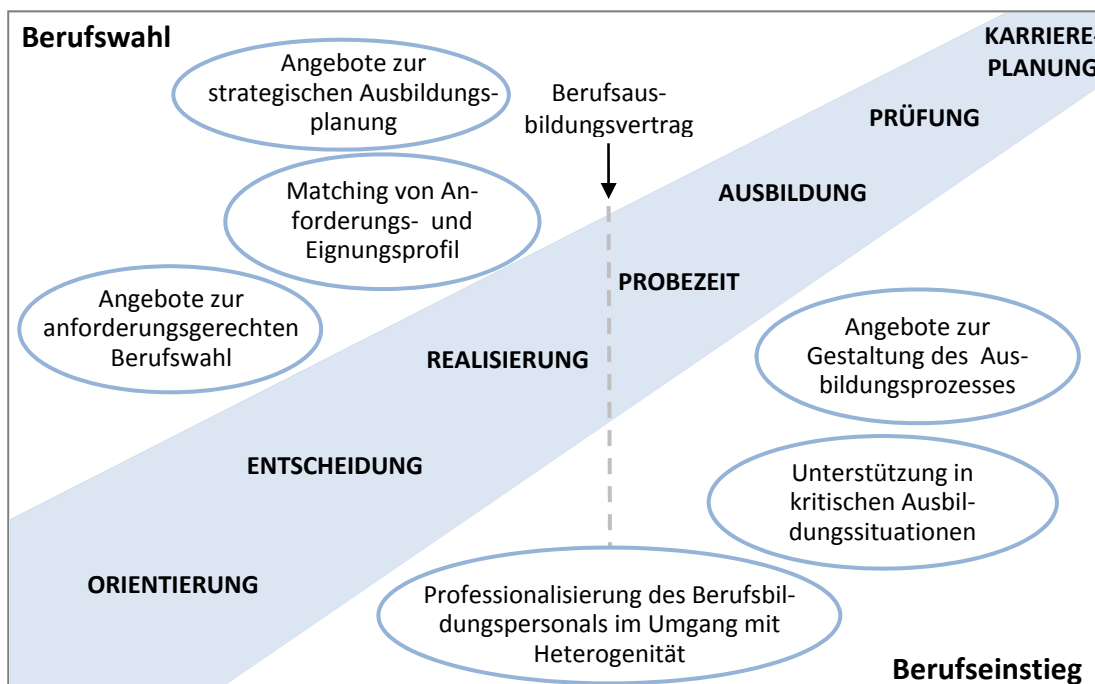 Berufswahl
Angebote zur
strategischen Ausbildungs-
planung
Berufsaus-
bildungsvertrag
KARRIERE-
PLANUNG
PRÜFUNG
Matching von An-
forderungs- und
Eignungsprofil
AUSBILDUNG
PROBEZEIT
Angebote zur
anforderungsgerechten
Berufswahl
REALISIERUNG
Angebote zur
Gestaltung des Aus-
bildungsprozesses
ENTSCHEIDUNG
Unterstützung in
kritischen Ausbil-
dungssituationen
ORIENTIERUNG
Professionalisierung des Berufsbil-
dungspersonals im Umgang mit
Heterogenität
Berufseinstieg